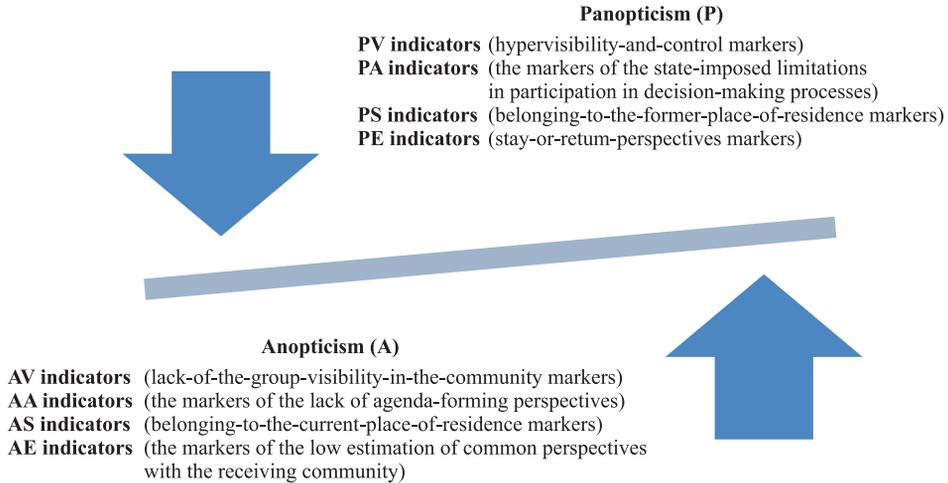 Panopticism (P)
PV indicators (hypervisibility-and-control markers)
PA indicators (the markers of the state-imposed limitations
in participation in decision-making processes)
PS indicators (belonging-to-the-former-place-of-residence markers)
PE indicators (stay-or-retum-perspectives markers)
Anopticism (A)
AV indicators (lack-of-the-group-visibility-in-the-community markers)
AA indicators (the markers of the lack of agenda-forming perspectives)
AS indicators (belonging-to-the-current-place-of-residence markers)
AE indicators (the markers of the low estimation of common perspectives
with the receiving community)